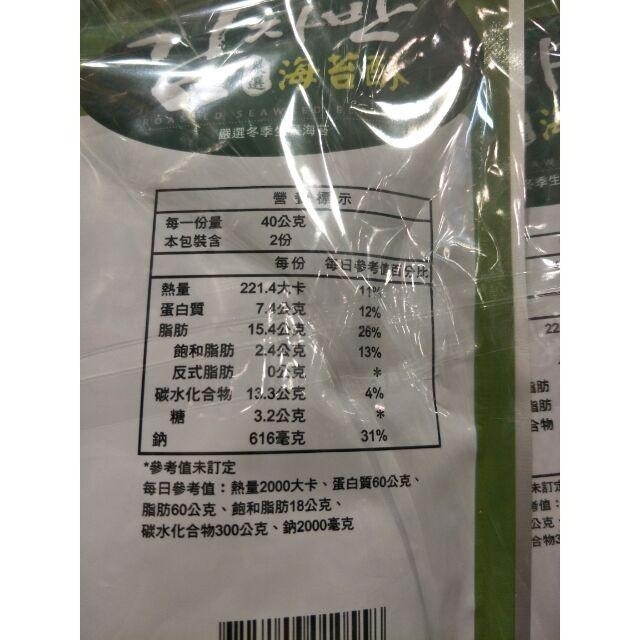 嚴選
海苔酥
ROASTED SEAWEED
嚴選冬季生 海苔
營養標示
每一份量 40公克
本包裝含 2份
每份 每日參考值百分比
熱量 221.4大卡 11%
蛋白質 7.4公克 12%
脂肪 15.4公克 26%
飽和脂肪 2.4公克 13%
反式脂肪 0公克 *
碳水化合物 13.3公克 4%
糖 3.2公克 *
鈉 616毫克 31%
*參考值未訂定
每日參考值：熱量2000大卡、蛋白質60公克、
脂肪60公克、飽和脂肪18公克、
碳水化合物300公克、鈉2000毫克